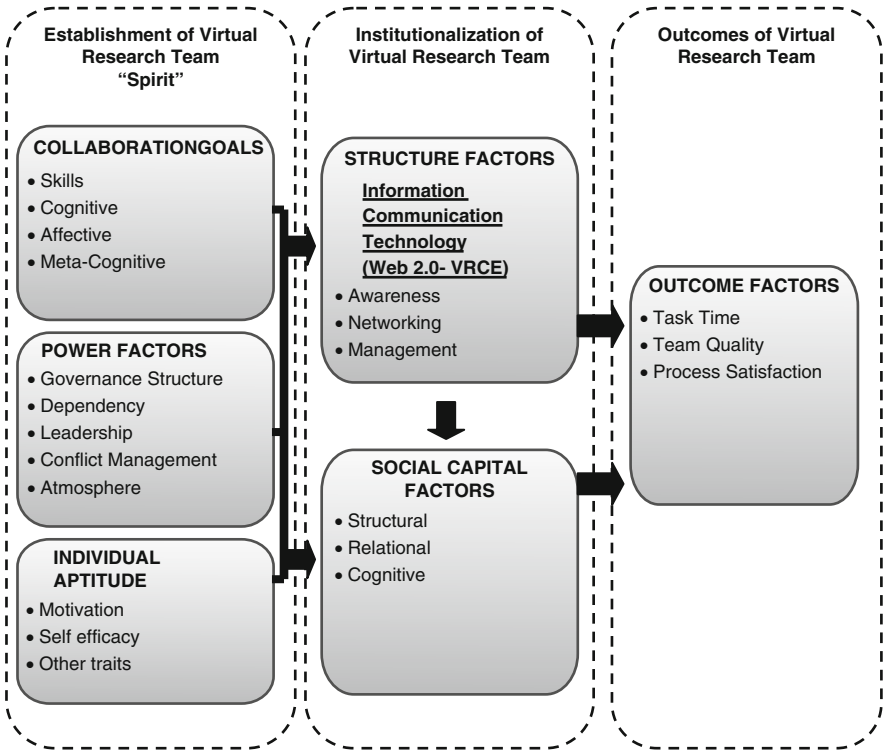 Establishment of Virtual
Research Team
“Spirit”
COLLABORATIONGOALS
• Skills
• Cognitive
• Affective
• Meta-Cognitive
POWER FACTORS
• Governance Structure
• Dependency
• Leadership
• Conflict Management
• Atmosphere
INDIVIDUAL
APTITUDE
• Motivation
• Self efficacy
• Other traits
Institutionalization of
Virtual Research Team
STRUCTURE FACTORS
Information
Communication
Technology
(Web 2.0- VRCE)
• Awareness
• Networking
• Management
SOCIAL CAPITAL
FACTORS
• Structural
• Relational
• Cognitive
Outcomes of Virtual
Research Team
OUTCOME FACTORS
• Task Time
• Team Quality
• Process Satisfaction